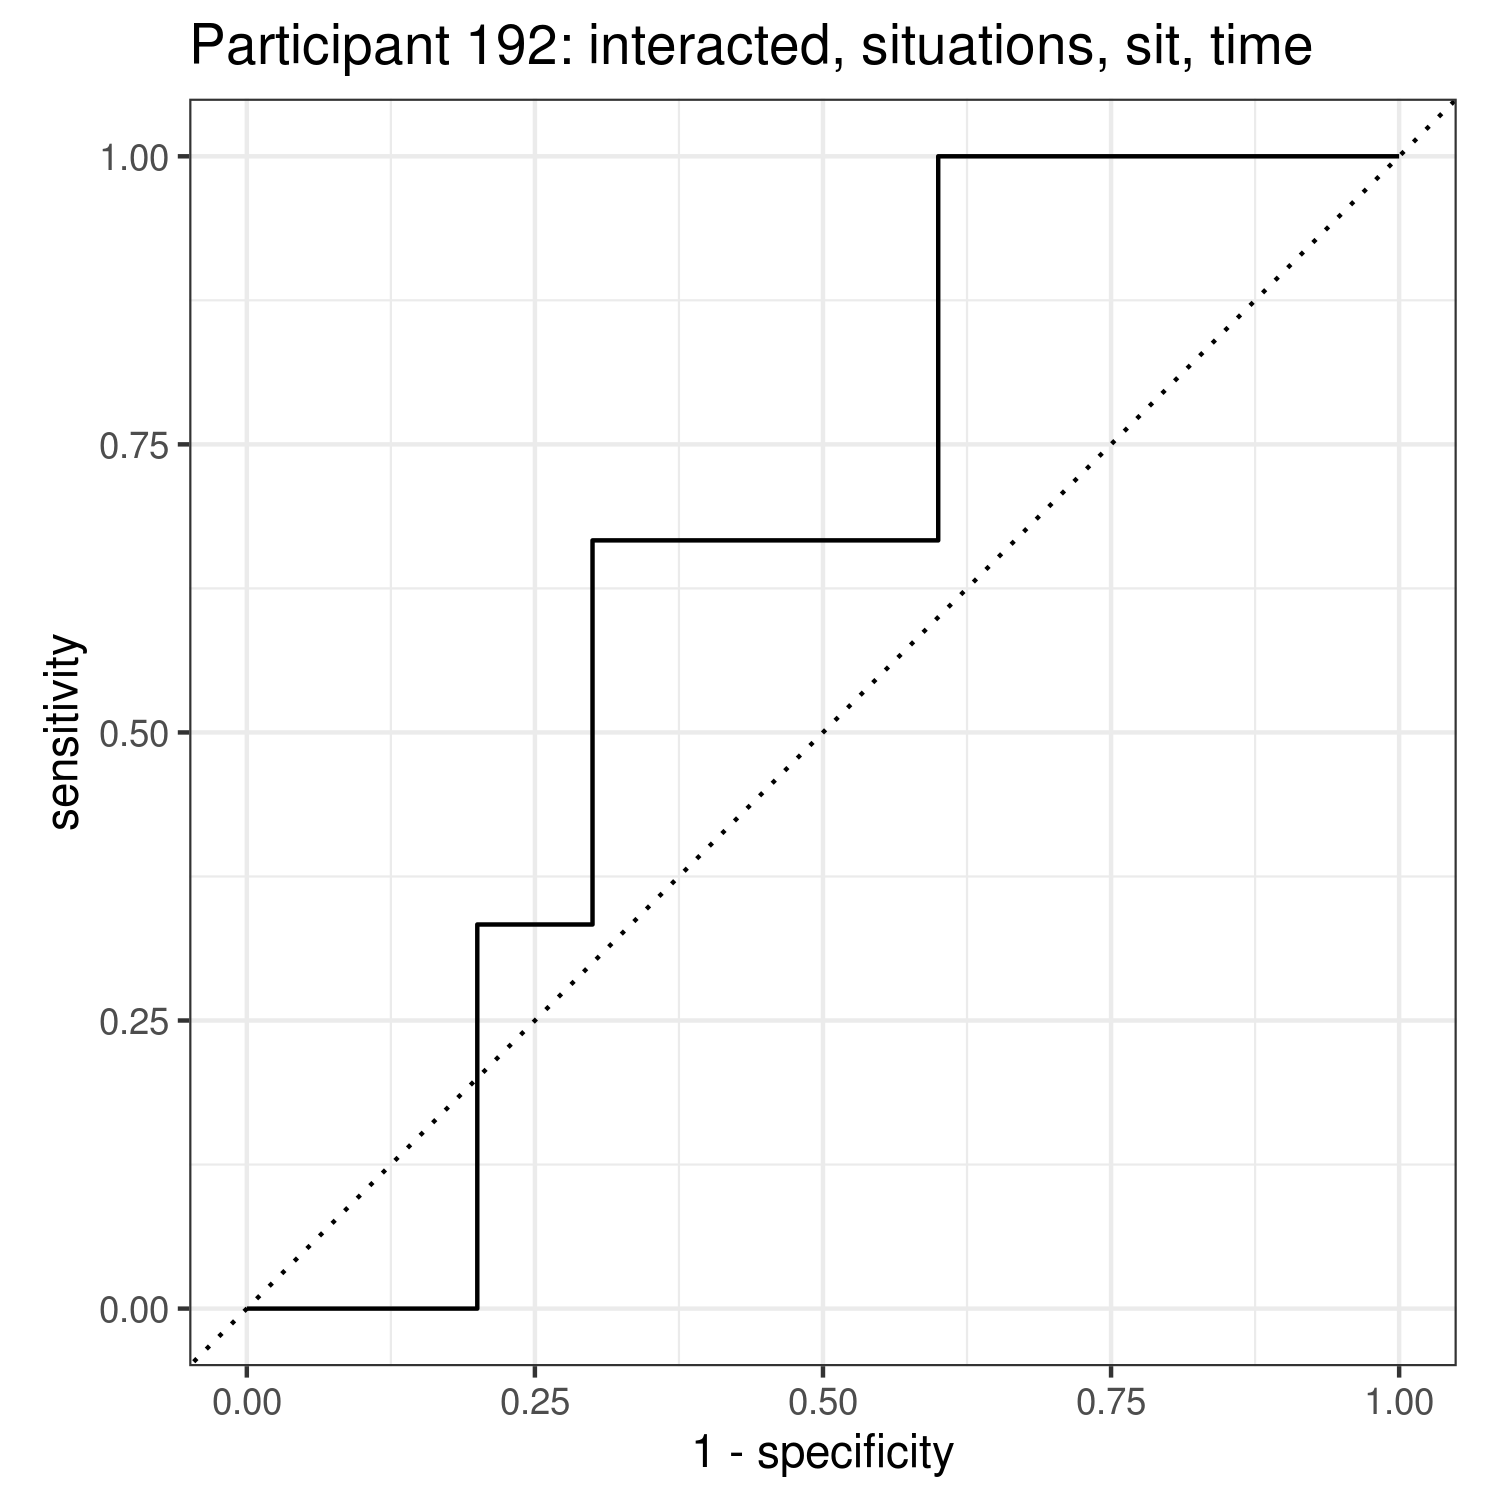 Participant 192: interacted, situations, sit, time
1.00
0.75
0.50
0.25
0.00
sensitivity
0.00 0.25 0.50 0.75 1.00
1 - specificity